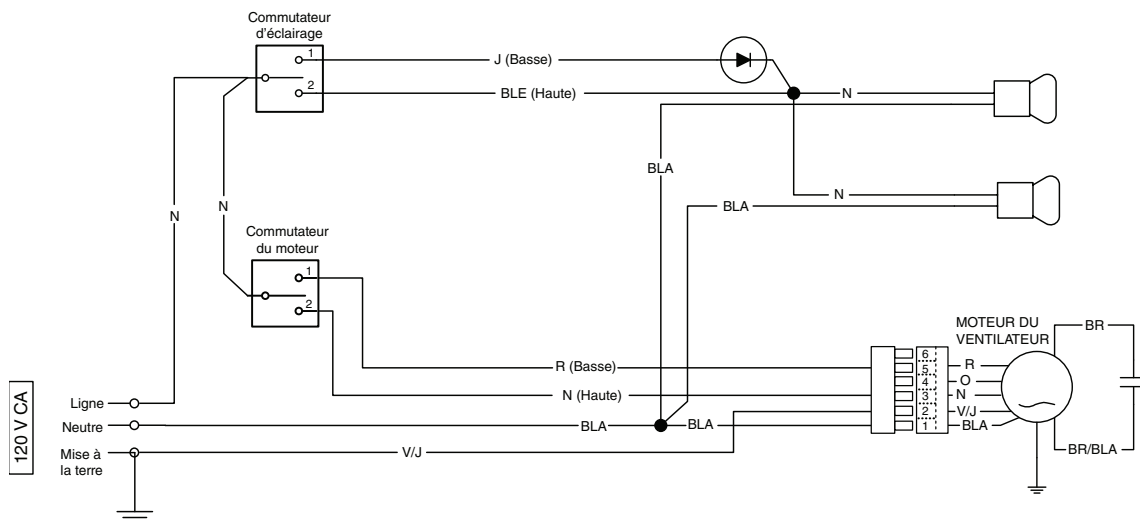 Commutateur
d'éclairage
1
J (Basse)
2
BLE (Haute)
N
BLA
N
BLA
N
N
Commutateur
du moteur
1
2
MOTEUR DU
VENTILATEUR
BR
R (Basse)
6
5
R
4
O
N (Haute)
3
N
2
V/J
1
BLA
120 V CA
Ligne
Neutre
BLA
BLA
Mise à
la terre
V/J
BR/BLA